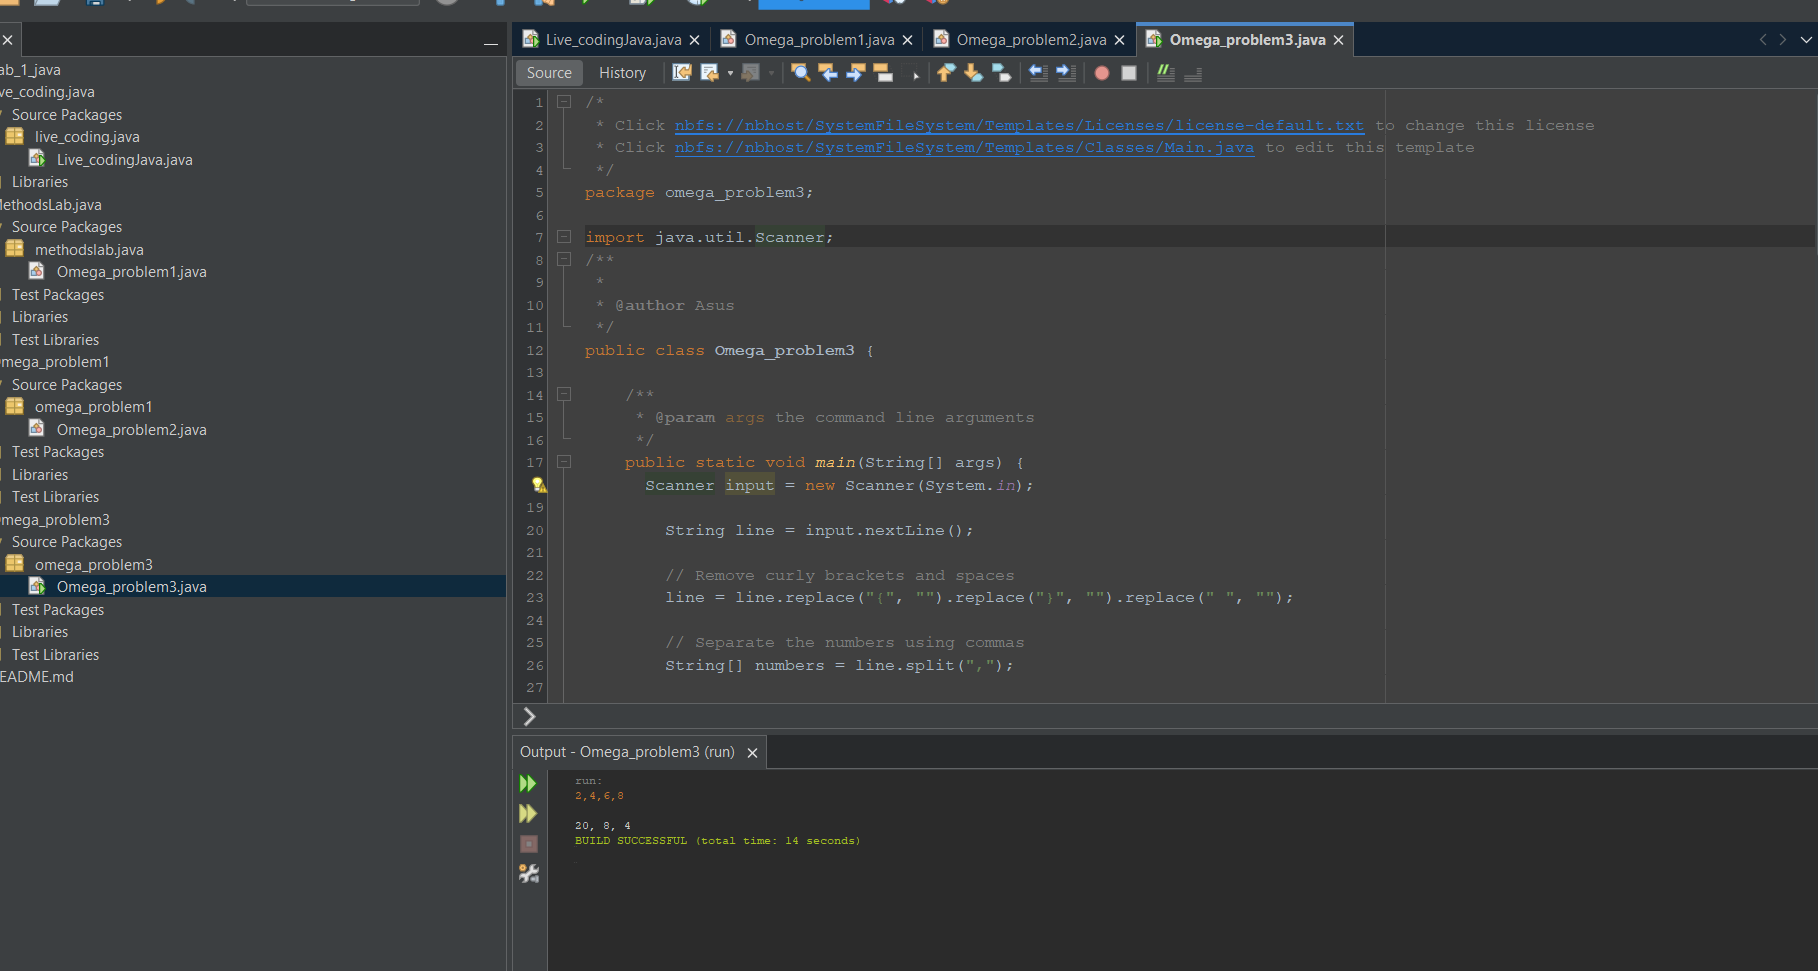 Live_codingJava.java
Omega_problem1.java
Omega_problem2.java
Omega_problem3.java
ab_1_java
ve_coding.java
Source Packages
live_coding.java
Live_codingJava.java
Libraries
ethodsLab.java
Source Packages
methodslab.java
Omega_problem1.java
Test Packages
Libraries
Test Libraries
mega_problem1
Source Packages
omega_problem1
Omega_problem2.java
Test Packages
Libraries
Test Libraries
mega_problem3
Source Packages
omega_problem3
Omega_problem3.java
Test Packages
Libraries
Test Libraries
EADME.md
Source History
1 /*
2 * Click nbfs://nbhost/SystemFileSystem/Templates/Licenses/license-default.txt to change this license
3 * Click nbfs://nbhost/SystemFileSystem/Templates/Classes/Main.java to edit this template
4 */
5 package omega_problem3;
6
7 import java.util.Scanner;
8 /**
9 *
10 * @author Asus
11 */
12 public class Omega_problem3 {
13
14 /**
15 * @param args the command line arguments
16 */
17 public static void main(String[] args) {
Scanner input = new Scanner(System.in);
19
20 String line = input.nextLine();
21
22 // Remove curly brackets and spaces
23 line = line.replace("{", "").replace("}", "").replace(" ", "");
24
25 // Separate the numbers using commas
26 String[] numbers = line.split(",");
27
Output - Omega_problem3 (run)
run:
2,4,6,8
20, 8, 4
BUILD SUCCESSFUL (total time: 14 seconds)